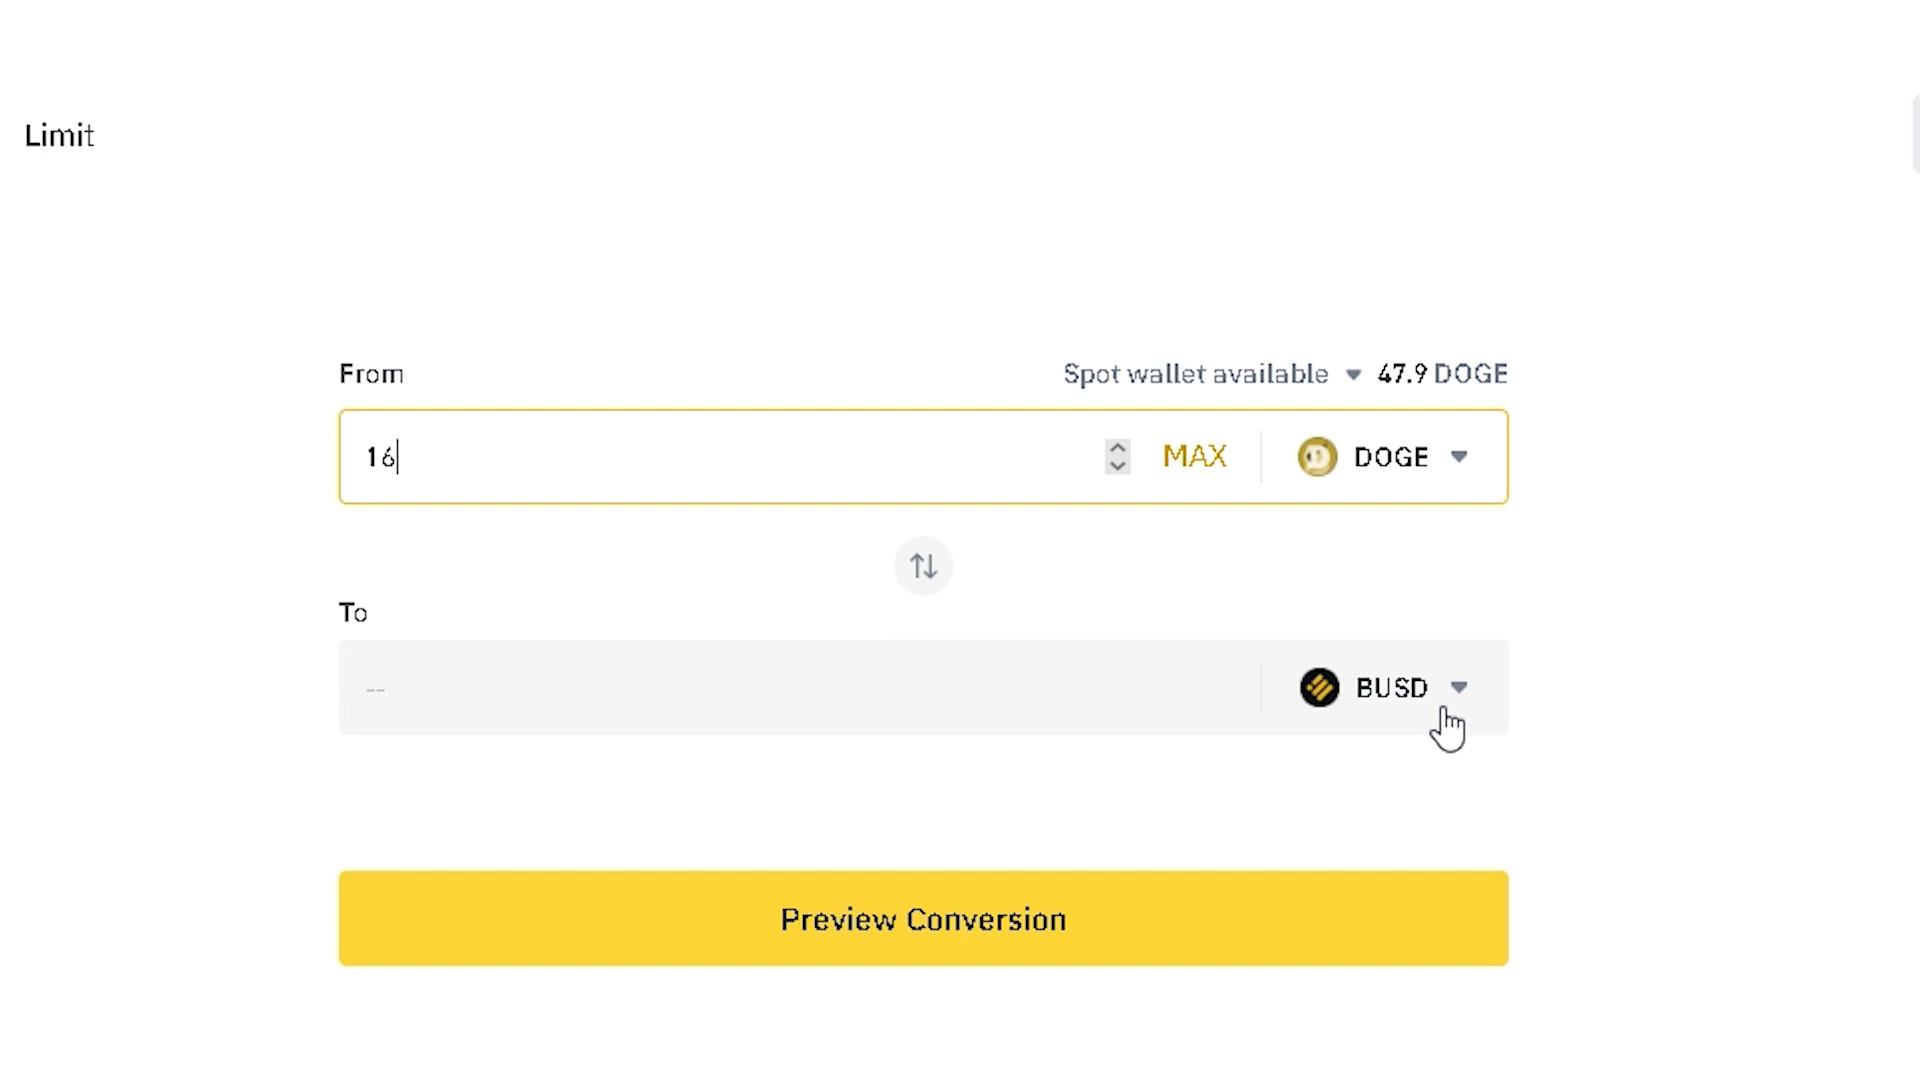 Limit
From
Spot wallet available 47.9 DOGE
16 MAX DOGE
To
-- BUSD
Preview Conversion